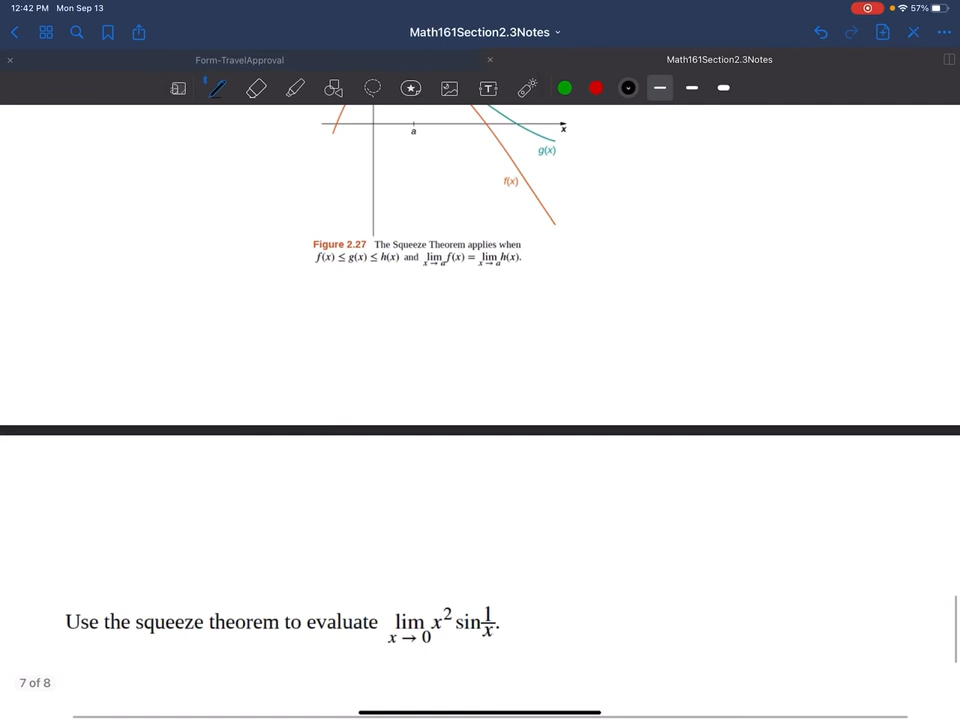 12:42 PM Mon Sep 13
57%
Math161Section2.3Notes
Form-TravelApproval
Math161Section2.3Notes
T
a
x
g(x)
f(x)
Figure 2.27 The Squeeze Theorem applies when
f(x) ≤ g(x) ≤ h(x) and lim x → a f(x) = lim x → a h(x).
Use the squeeze theorem to evaluate lim x → 0 x² sin 1/x.
7 of 8